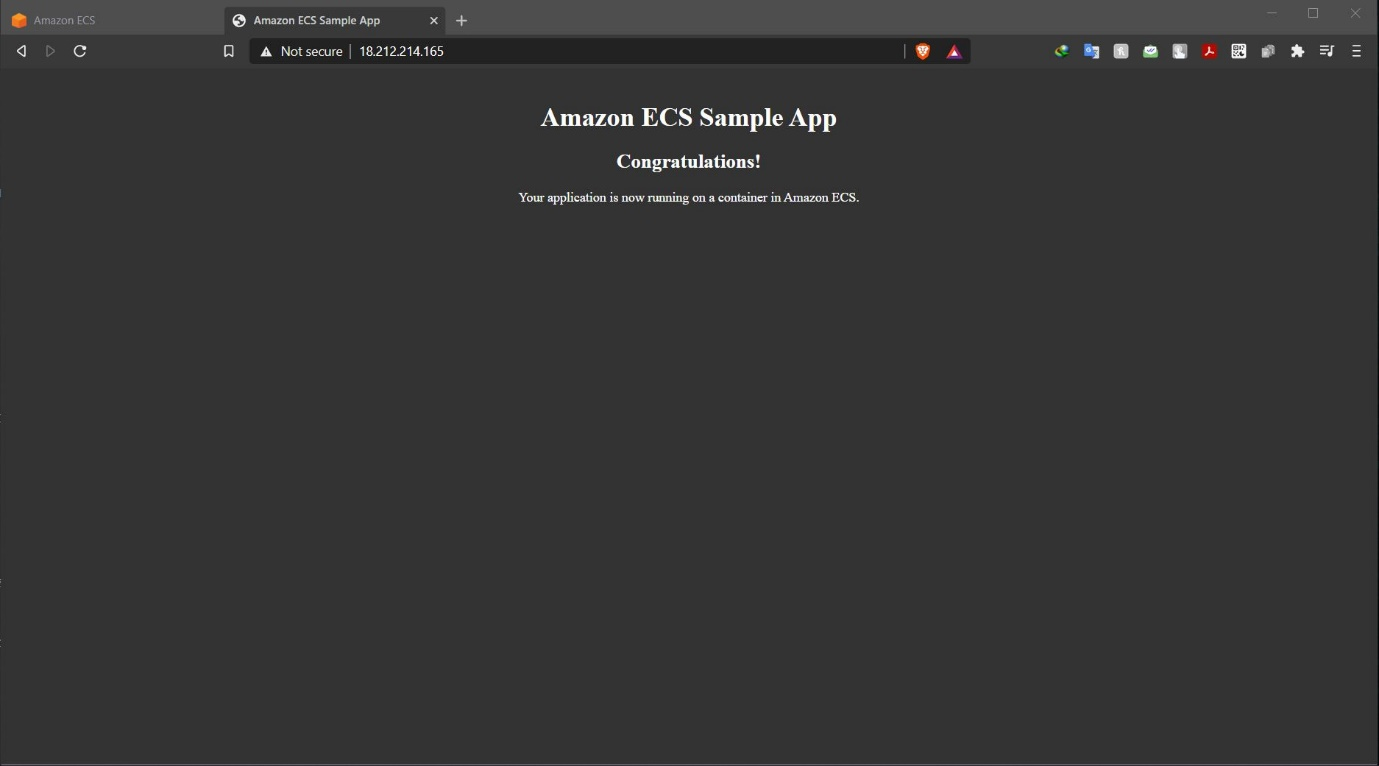 Amazon ECS
Amazon ECS Sample App
Not secure
18.212.214.165
Amazon ECS Sample App
Congratulations!
Your application is now running on a container in Amazon ECS.